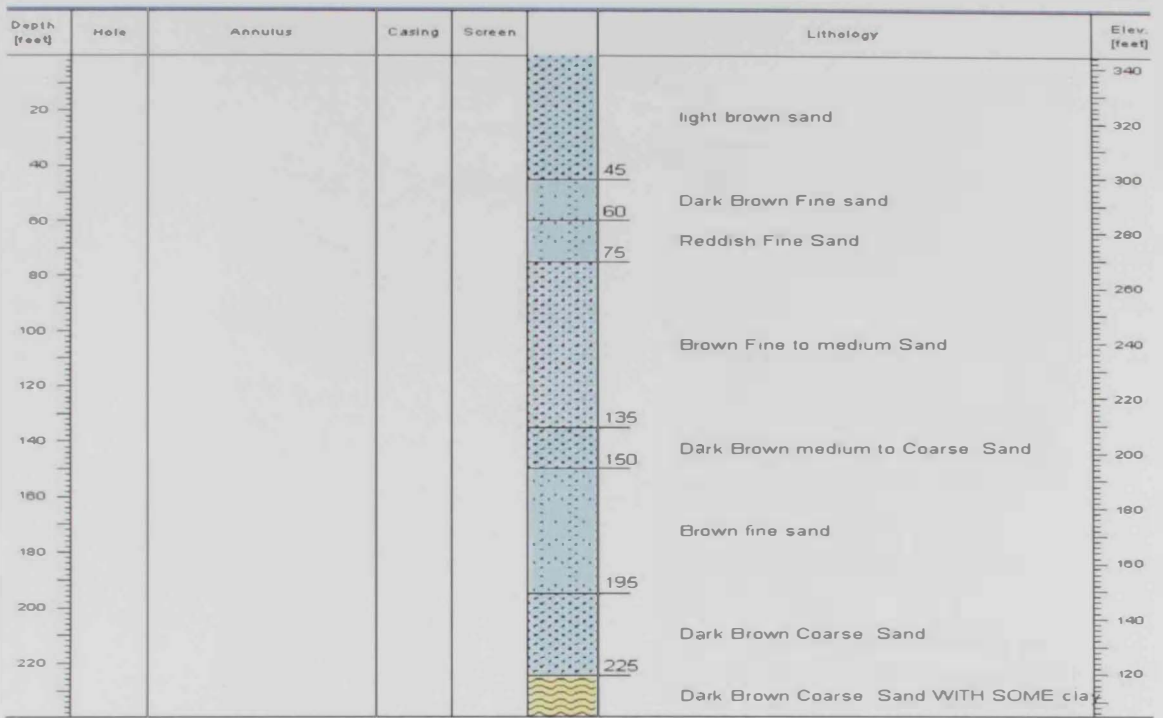 Depth [feet] Hole Annulus Casing Screen Lithology Elev. [feet]
340
20 light brown sand 320
40 45 300
Dark Brown Fine sand
60 60 280
Reddish Fine Sand
75
80 260
100 Brown Fine to medium Sand 240
120 220
135
140 Dark Brown medium to Coarse Sand 200
150
160 180
Brown fine sand
180 160
195
200 140
Dark Brown Coarse Sand
220 225 120
Dark Brown Coarse Sand WITH SOME clay